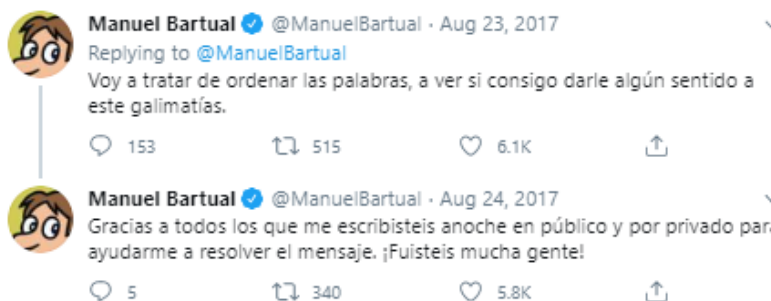 Manuel Bartual @ManuelBartual · Aug 23, 2017
Replying to @ManuelBartual
Voy a tratar de ordenar las palabras, a ver si consigo darle algún sentido a
este galimatías.
153 515 6.1K
Manuel Bartual @ManuelBartual · Aug 24, 2017
Gracias a todos los que me escribisteis anoche en público y por privado para
ayudarme a resolver el mensaje. ¡Fuisteis mucha gente!
5 340 5.8K